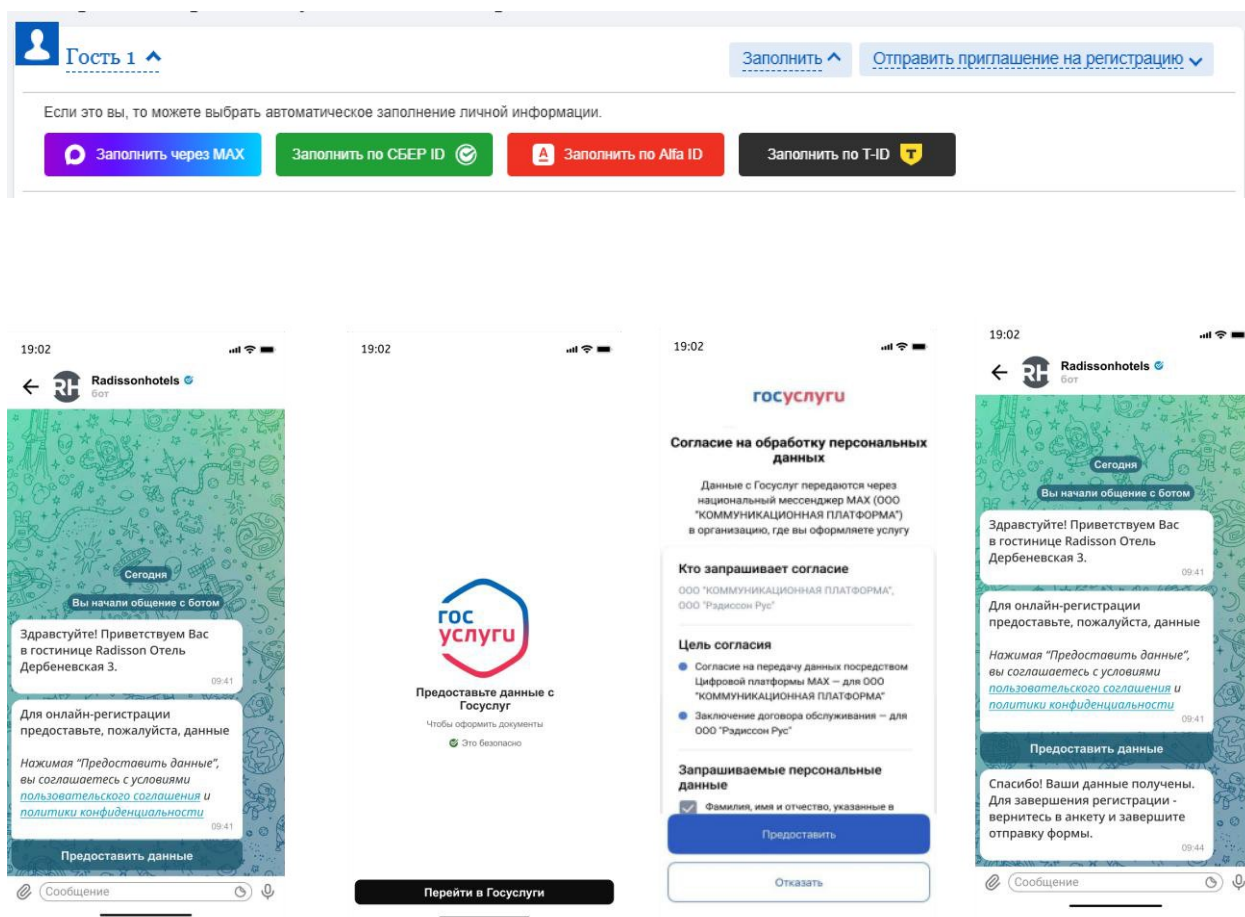 Гость 1
Заполнить
Отправить приглашение на регистрацию
Если это вы, то можете выбрать автоматическое заполнение личной информации.
Заполнить через MAX
Заполнить по СБЕР ID
Заполнить по Alfa ID
Заполнить по T-ID
19:02
RH
Radissonhotels
бот
Сегодня
Вы начали общение с ботом
Здравстуйте! Приветствуем Вас
в гостинице Radisson Отель
Дербеневская 3.
09:41
Для онлайн-регистрации
предоставьте, пожалуйста, данные
Нажимая “Предоставить данные”,
вы соглашаетесь с условиями
пользовательского соглашения и
политики конфиденциальности
09:41
Предоставить данные
Сообщение
19:02
гос
услуги
Предоставьте данные с
Госуслуг
Чтобы оформить документы
Это безопасно
Перейти в Госуслуги
19:02
госуслуги
Согласие на обработку персональных
данных
Данные с Госуслуг передаются через
национальный мессенджер MAX (ООО
"КОММУНИКАЦИОННАЯ ПЛАТФОРМА")
в организацию, где вы оформляете услугу
Кто запрашивает согласие
ООО "КОММУНИКАЦИОННАЯ ПЛАТФОРМА",
ООО "Рэдиссон Рус"
Цель согласия
Согласие на передачу данных посредством
Цифровой платформы MAX — для ООО
"КОММУНИКАЦИОННАЯ ПЛАТФОРМА"
Заключение договора обслуживания — для
ООО "Рэдиссон Рус"
Запрашиваемые персональные
данные
Фамилия, имя и отчество, указанные в
Предоставить
Отказать
19:02
RH
Radissonhotels
бот
Сегодня
Вы начали общение с ботом
Здравстуйте! Приветствуем Вас
в гостинице Radisson Отель
Дербеневская 3.
09:41
Для онлайн-регистрации
предоставьте, пожалуйста, данные
Нажимая “Предоставить данные”,
вы соглашаетесь с условиями
пользовательского соглашения и
политики конфиденциальности
09:41
Предоставить данные
Спасибо! Ваши данные получены.
Для завершения регистрации -
вернитесь в анкету и завершите
отправку формы.
09:44
Сообщение